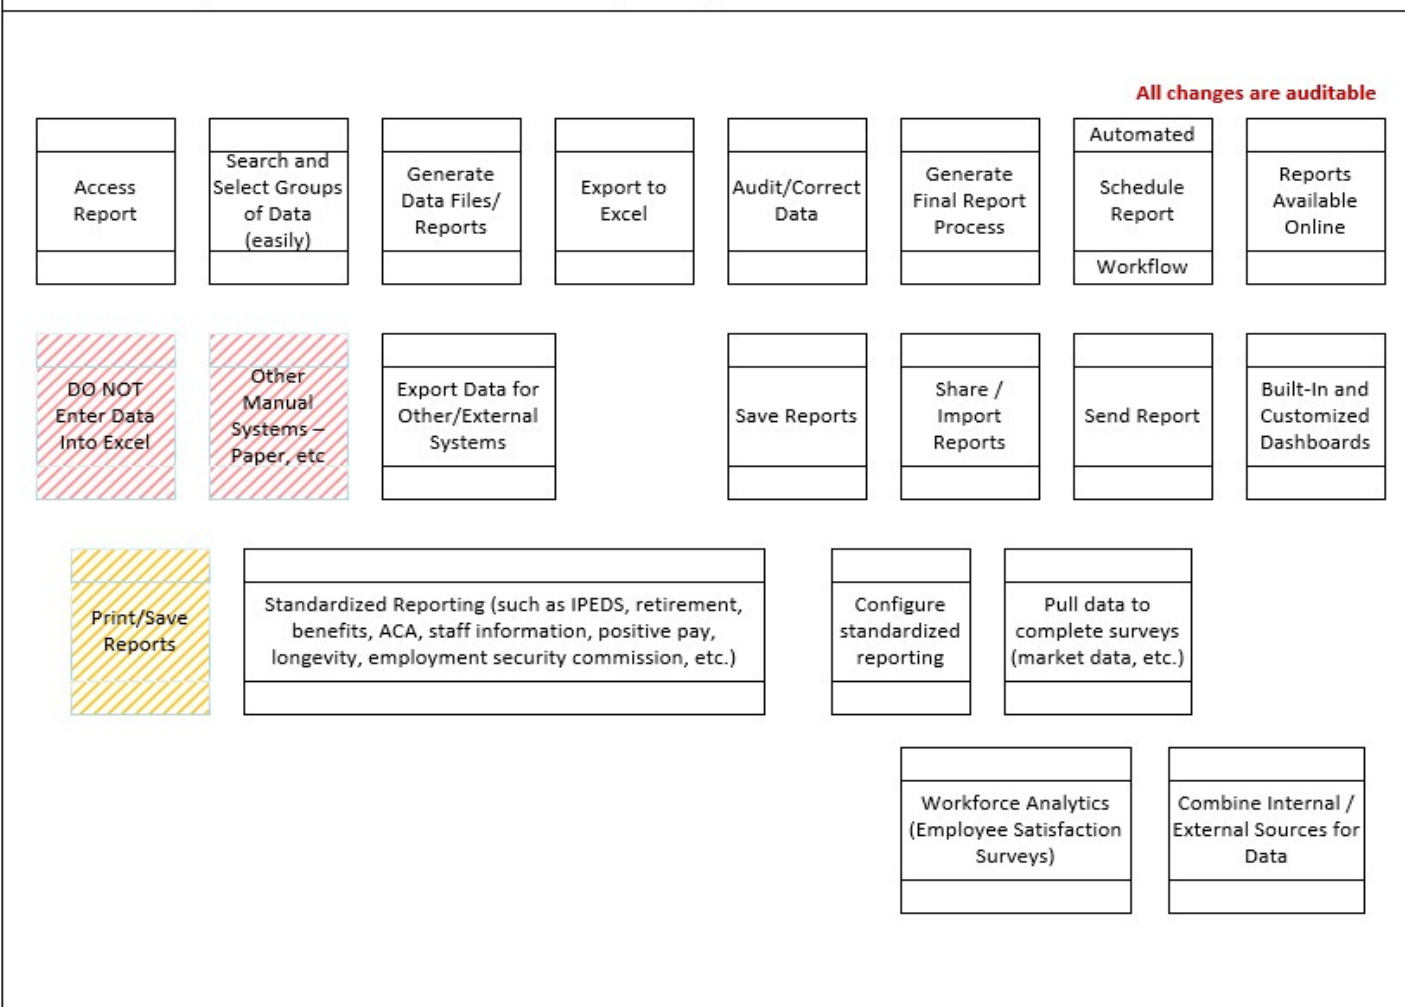 All changes are auditable
Access
Report
Search and
Select Groups
of Data
(easily)
Generate
Data Files/
Reports
Export to
Excel
Audit/Correct
Data
Generate
Final Report
Process
Automated
Schedule
Report
Workflow
Reports
Available
Online
DO NOT
Enter Data
Into Excel
Other
Manual
Systems –
Paper, etc
Export Data for
Other/External
Systems
Save Reports
Share /
Import
Reports
Send Report
Built-In and
Customized
Dashboards
Print/Save
Reports
Standardized Reporting (such as IPEDS, retirement,
benefits, ACA, staff information, positive pay,
longevity, employment security commission, etc.)
Configure
standardized
reporting
Pull data to
complete surveys
(market data, etc.)
Workforce Analytics
(Employee Satisfaction
Surveys)
Combine Internal /
External Sources for
Data